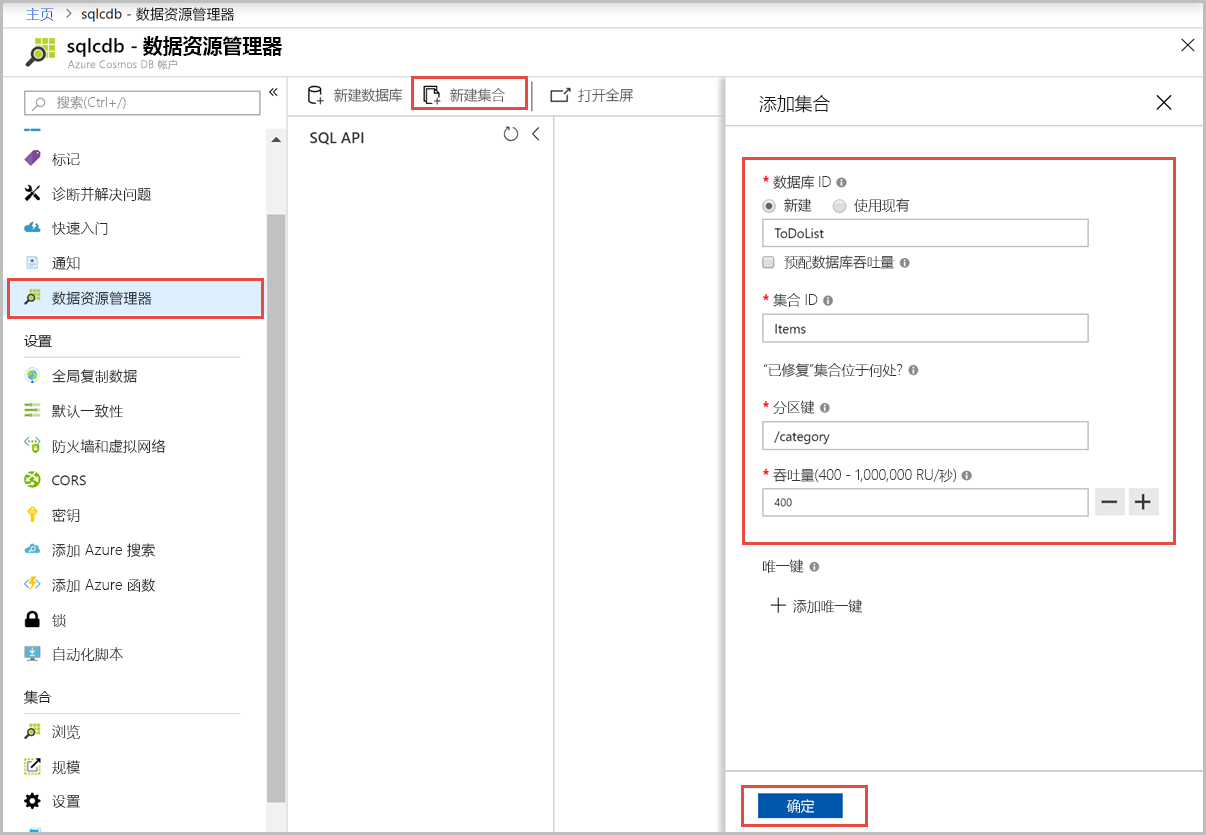 主页 > sqlcdb - 数据资源管理器
sqlcdb - 数据资源管理器
Azure Cosmos DB 帐户
搜索(Ctrl+/)
标记
诊断并解决问题
快速入门
通知
数据资源管理器
设置
全局复制数据
默认一致性
防火墙和虚拟网络
CORS
密钥
添加 Azure 搜索
添加 Azure 函数
锁
自动化脚本
集合
浏览
规模
设置
新建数据库
新建集合
打开全屏
SQL API
添加集合
* 数据库 ID
新建 使用现有
ToDoList
预配数据库吞吐量
* 集合 ID
Items
“已修复”集合位于何处?
* 分区键
/category
* 吞吐量(400 - 1,000,000 RU/秒)
400
唯一键
添加唯一键
确定